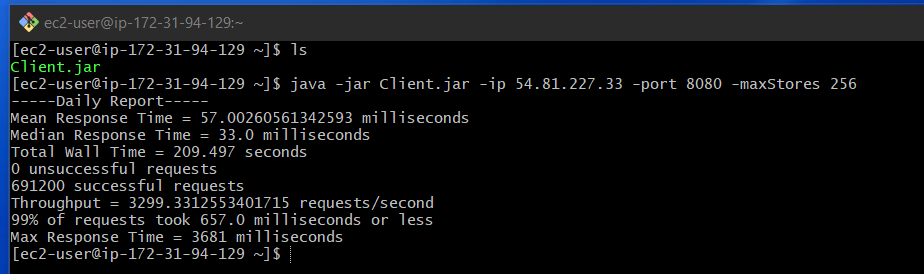 ec2-user@ip-172-31-94-129:~
[ec2-user@ip-172-31-94-129 ~]$ ls
Client.jar
[ec2-user@ip-172-31-94-129 ~]$ java -jar Client.jar -ip 54.81.227.33 -port 8080 -maxStores 256
-----Daily Report-----
Mean Response Time = 57.00260561342593 milliseconds
Median Response Time = 33.0 milliseconds
Total Wall Time = 209.497 seconds
0 unsuccessful requests
691200 successful requests
Throughput = 3299.3312553401715 requests/second
99% of requests took 657.0 milliseconds or less
Max Response Time = 3681 milliseconds
[ec2-user@ip-172-31-94-129 ~]$